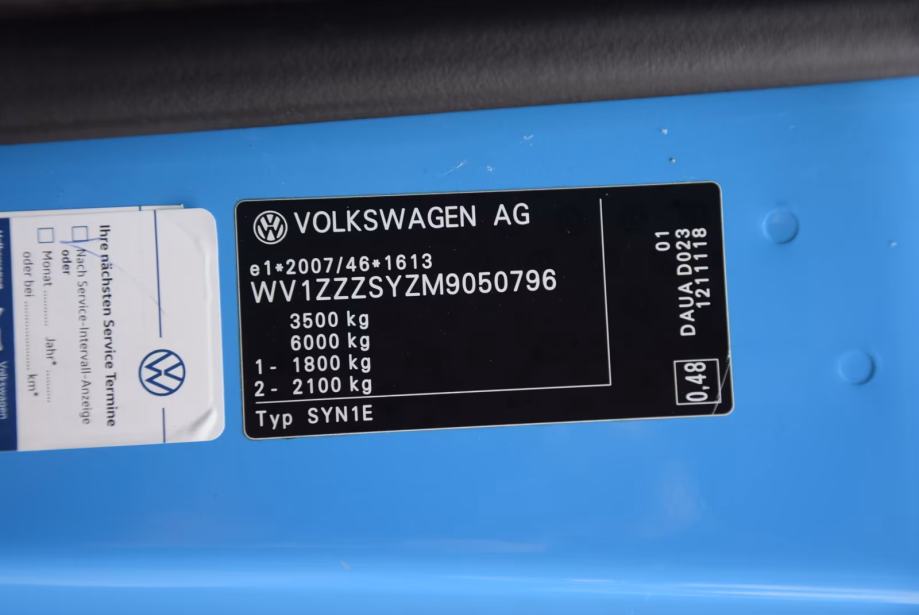 VOLKSWAGEN AG
e1*2007/46*1613
WV1ZZZSYZM9050796
3500 kg
6000 kg
1- 1800 kg
2- 2100 kg
Typ SYN1E
01
DAUA D023
1211118
0,48
Ihre nächsten Service Termine
Nach Service-Intervall-Anzeige
oder
Monat ........ Jahr* ........
oder bei ................ km*
Volkswagen